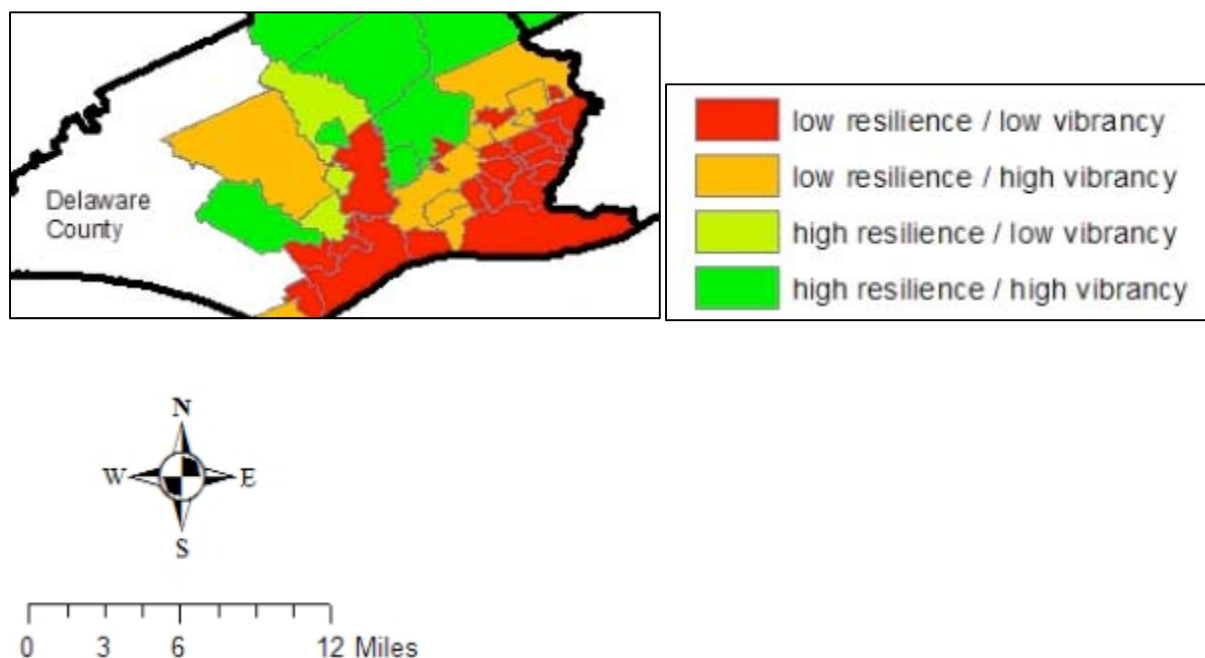 Delaware
County
low resilience / low vibrancy
low resilience / high vibrancy
high resilience / low vibrancy
high resilience / high vibrancy
N
W E
S
0 3 6 12 Miles